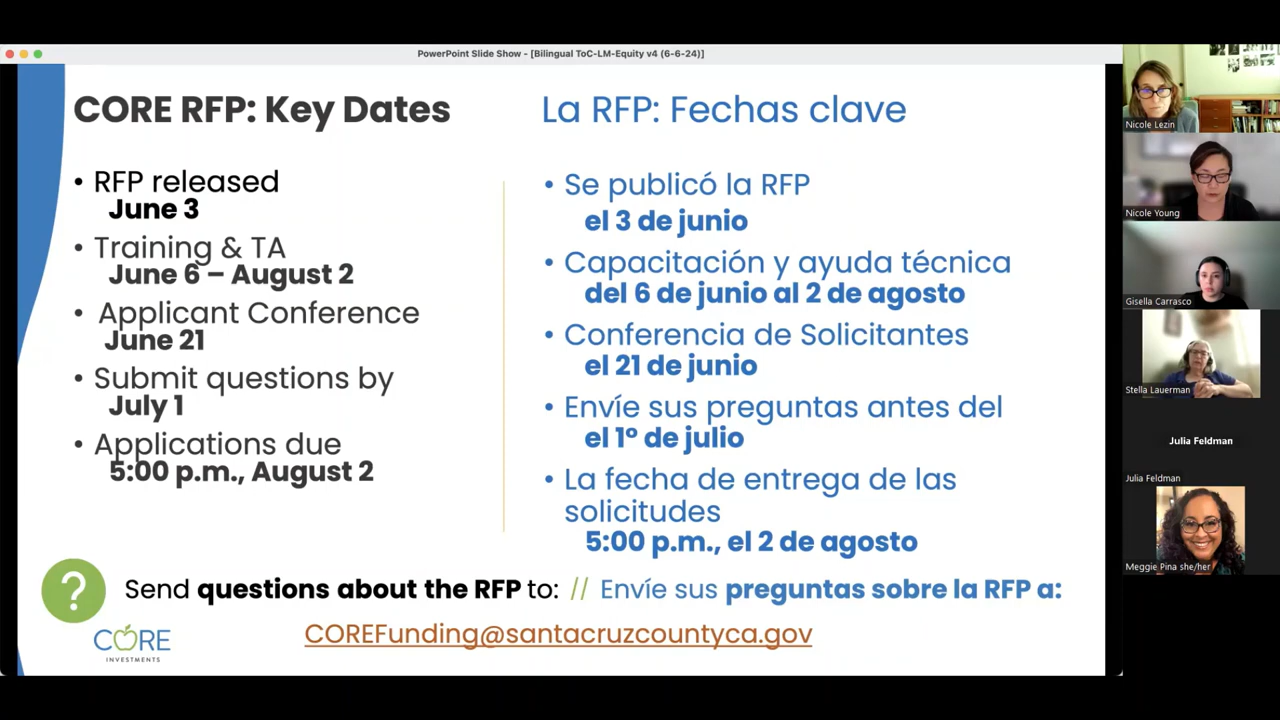 PowerPoint Slide Show - [Bilingual ToC-LM-Equity v4 (6-6-24)]
CORE RFP: Key Dates
• RFP released
June 3
• Training & TA
June 6 – August 2
• Applicant Conference
June 21
• Submit questions by
July 1
• Applications due
5:00 p.m., August 2
La RFP: Fechas clave
• Se publicó la RFP
el 3 de junio
• Capacitación y ayuda técnica
del 6 de junio al 2 de agosto
• Conferencia de Solicitantes
el 21 de junio
• Envíe sus preguntas antes del
el 1º de julio
• La fecha de entrega de las
solicitudes
5:00 p.m., el 2 de agosto
?
Send questions about the RFP to: // Envíe sus preguntas sobre la RFP a:
COREFunding@santacruzcountyca.gov
CORE
INVESTMENTS
Nicole Lezin
Nicole Young
Gisella Carrasco
Stella Lauerman
Julia Feldman
Julia Feldman
Meggie Pina she/her